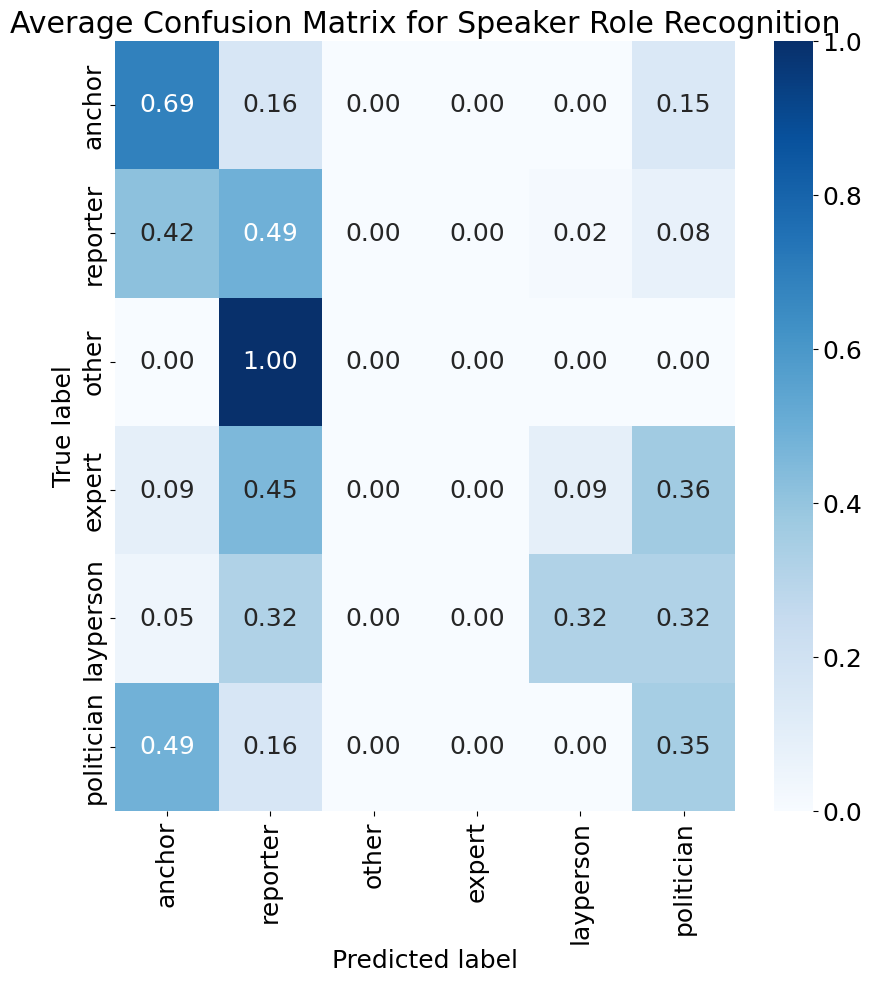 Average Confusion Matrix for Speaker Role Recognition
True label
anchor 0.69 0.16 0.00 0.00 0.00 0.15
reporter 0.42 0.49 0.00 0.00 0.02 0.08
other 0.00 1.00 0.00 0.00 0.00 0.00
expert 0.09 0.45 0.00 0.00 0.09 0.36
layperson 0.05 0.32 0.00 0.00 0.32 0.32
politician 0.49 0.16 0.00 0.00 0.00 0.35
anchor reporter other expert layperson politician
Predicted label
1.0
0.8
0.6
0.4
0.2
0.0